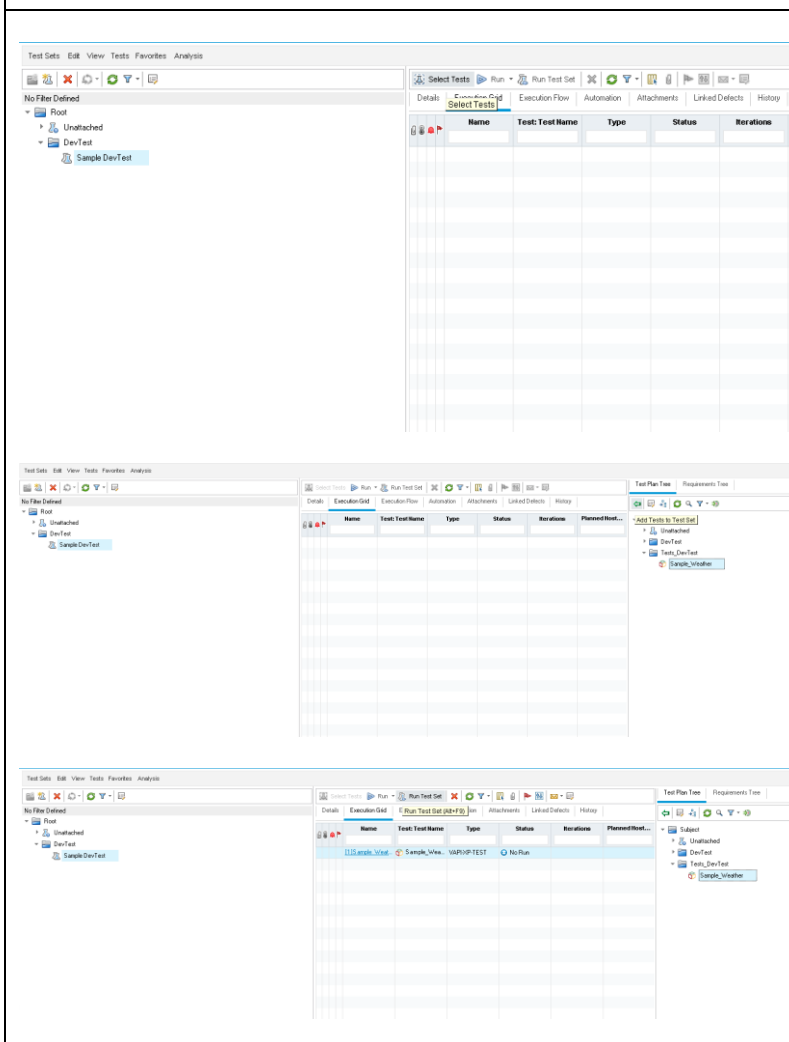 Test Sets Edit View Tests Favorites Analysis
Select Tests Run Run Test Set
No Filter Defined
Details Execution Grid Execution Flow Automation Attachments Linked Defects History
Select Tests
Root
Unattached
DevTest
Sample DevTest
Name Test: Test Name Type Status Iterations
Test Sets Edit View Tests Favorites Analysis
Select Tests Run Run Test Set
Test Plan Tree Requirements Tree
No Filter Defined
Details Execution Grid Execution Flow Automation Attachments Linked Defects History
Root
Unattached
DevTest
Sample DevTest
Name Test: Test Name Type Status Iterations Planned Host...
Add Tests to Test Set
Unattached
DevTest
Tests_DevTest
Sample_Weather
Test Sets Edit View Tests Favorites Analysis
Select Tests Run Run Test Set
Test Plan Tree Requirements Tree
No Filter Defined
Details Execution Grid E Run Test Set (Alt+F9) ion Attachments Linked Defects History
Root
Unattached
DevTest
Sample DevTest
Name Test: Test Name Type Status Iterations Planned Host...
[1]Sample_Weat... Sample_Wea... VAPI-XP-TEST No Run
Subject
Unattached
DevTest
Tests_DevTest
Sample_Weather